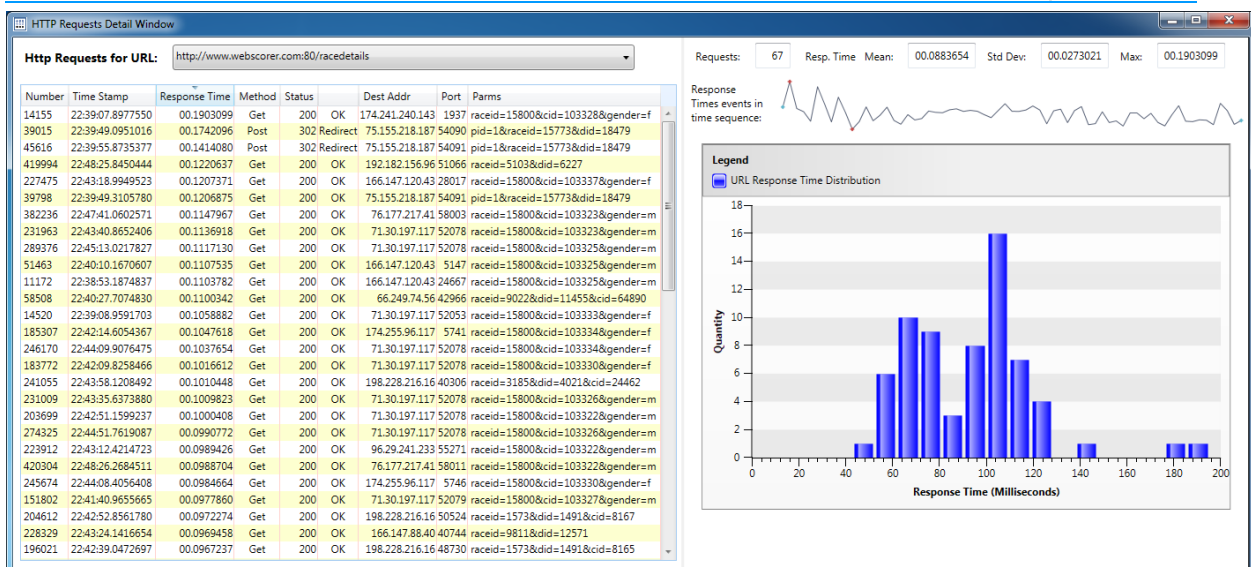 HTTP Requests Detail Window
Http Requests for URL: http://www.webscorer.com:80/racedetails
Number Time Stamp Response Time Method Status Dest Addr Port Parms
14155 22:39:07.8977550 00.1903099 Get 200 OK 174.241.240.143 1937 raceid=15800&cid=103328&gender=f
39015 22:39:49.0951016 00.1742096 Post 302 Redirect 75.155.218.187 54090 pid=1&raceid=15773&did=18479
45616 22:39:55.8735377 00.1414080 Post 302 Redirect 75.155.218.187 54091 pid=1&raceid=15773&did=18479
419994 22:48:25.8450444 00.1220637 Get 200 OK 192.182.156.96 51066 raceid=5103&did=6227
227475 22:43:18.9949523 00.1207371 Get 200 OK 166.147.120.43 28017 raceid=15800&cid=103337&gender=f
39798 22:39:49.3105780 00.1206875 Get 200 OK 75.155.218.187 54091 pid=1&raceid=15773&did=18479
382236 22:47:41.0602571 00.1147967 Get 200 OK 76.177.217.41 58003 raceid=15800&cid=103323&gender=m
231963 22:43:40.8652406 00.1136918 Get 200 OK 71.30.197.117 52078 raceid=15800&cid=103323&gender=m
289376 22:45:13.0217827 00.1117130 Get 200 OK 71.30.197.117 52078 raceid=15800&cid=103325&gender=m
51463 22:40:10.1670607 00.1107535 Get 200 OK 166.147.120.43 5147 raceid=15800&cid=103325&gender=m
11172 22:38:53.1874837 00.1103782 Get 200 OK 166.147.120.43 24667 raceid=15800&cid=103325&gender=m
58508 22:40:27.7074830 00.1100342 Get 200 OK 66.249.74.56 42966 raceid=9022&did=11455&cid=64890
14520 22:39:08.9591703 00.1058882 Get 200 OK 71.30.197.117 52053 raceid=15800&cid=103333&gender=f
185307 22:42:14.6054367 00.1047618 Get 200 OK 174.255.96.117 5741 raceid=15800&cid=103334&gender=f
246170 22:44:09.9076475 00.1037654 Get 200 OK 71.30.197.117 52078 raceid=15800&cid=103334&gender=f
183772 22:42:09.8258466 00.1016612 Get 200 OK 71.30.197.117 52078 raceid=15800&cid=103330&gender=f
241055 22:43:58.1208492 00.1010448 Get 200 OK 198.228.216.16 40306 raceid=3185&did=4021&cid=24462
231009 22:43:35.6373880 00.1009823 Get 200 OK 71.30.197.117 52078 raceid=15800&cid=103326&gender=m
203699 22:42:51.1599237 00.1000408 Get 200 OK 71.30.197.117 52078 raceid=15800&cid=103322&gender=m
274325 22:44:51.7619087 00.0990772 Get 200 OK 71.30.197.117 52078 raceid=15800&cid=103326&gender=m
223912 22:43:12.4214723 00.0989426 Get 200 OK 96.29.241.233 55271 raceid=15800&cid=103322&gender=m
420304 22:48:26.2684511 00.0988704 Get 200 OK 76.177.217.41 58011 raceid=15800&cid=103322&gender=m
245674 22:44:08.4056408 00.0984664 Get 200 OK 174.255.96.117 5746 raceid=15800&cid=103330&gender=f
151802 22:41:40.9655665 00.0977860 Get 200 OK 71.30.197.117 52079 raceid=15800&cid=103327&gender=m
204612 22:42:52.8561780 00.0972274 Get 200 OK 198.228.216.16 50524 raceid=1573&did=1491&cid=8167
228329 22:43:24.1416654 00.0969458 Get 200 OK 166.147.88.40 40744 raceid=9811&did=12571
196021 22:42:39.0472697 00.0967237 Get 200 OK 198.228.216.16 48730 raceid=1573&did=1491&cid=8165
Requests: 67 Resp. Time Mean: 00.0883654 Std Dev: 00.0273021 Max: 00.1903099
Response
Times events in
time sequence:
Legend
URL Response Time Distribution
18
16
14
12
10
8
6
4
2
0
Quantity
0 20 40 60 80 100 120 140 160 180 200
Response Time (Milliseconds)